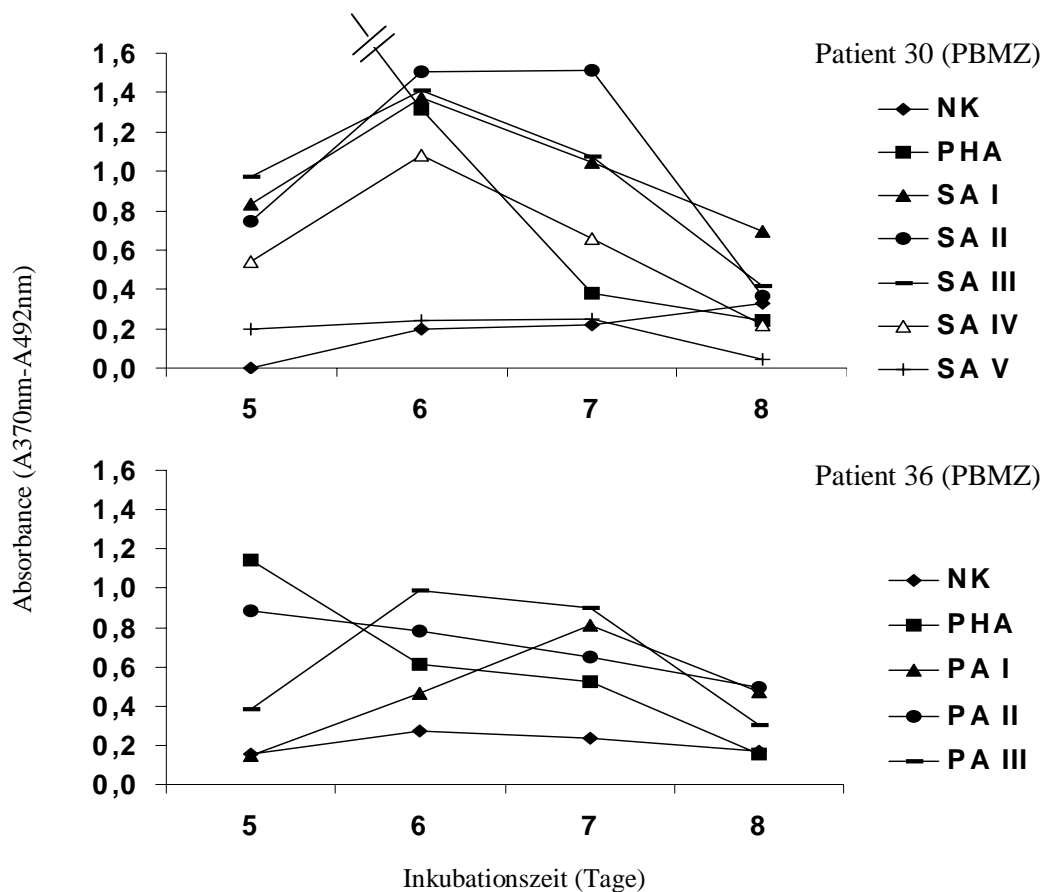 Patient 30 (PBMZ)
1,6
1,4
1,2
1,0
0,8
0,6
0,4
0,2
0,0
5 6 7 8
NK
PHA
SA I
SA II
SA III
SA IV
SA V
Absorbance (A370nm-A492nm)
Patient 36 (PBMZ)
1,6
1,4
1,2
1,0
0,8
0,6
0,4
0,2
0,0
5 6 7 8
NK
PHA
PA I
PA II
PA III
Inkubationszeit (Tage)